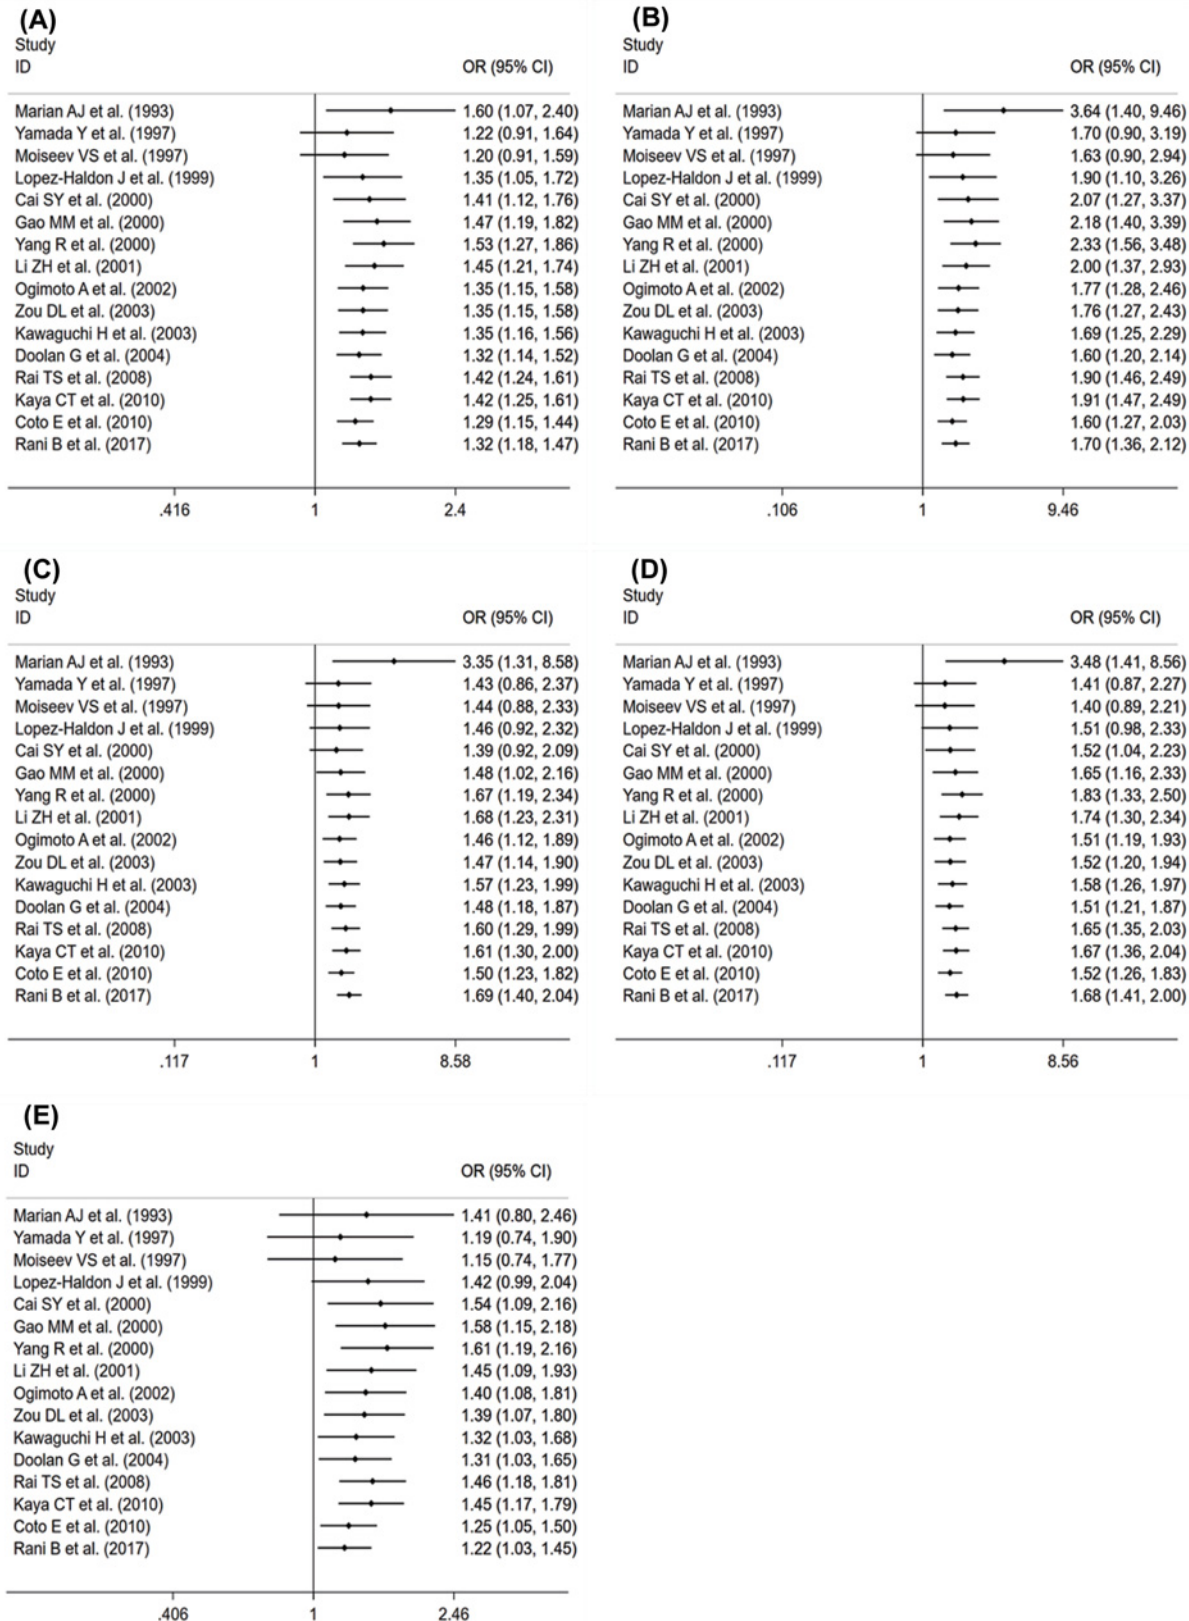 (A)
Study
ID OR (95% CI)
Marian AJ et al. (1993) 1.60 (1.07, 2.40)
Yamada Y et al. (1997) 1.22 (0.91, 1.64)
Moiseev VS et al. (1997) 1.20 (0.91, 1.59)
Lopez-Haldon J et al. (1999) 1.35 (1.05, 1.72)
Cai SY et al. (2000) 1.41 (1.12, 1.76)
Gao MM et al. (2000) 1.47 (1.19, 1.82)
Yang R et al. (2000) 1.53 (1.27, 1.86)
Li ZH et al. (2001) 1.45 (1.21, 1.74)
Ogimoto A et al. (2002) 1.35 (1.15, 1.58)
Zou DL et al. (2003) 1.35 (1.15, 1.58)
Kawaguchi H et al. (2003) 1.35 (1.16, 1.56)
Doolan G et al. (2004) 1.32 (1.14, 1.52)
Rai TS et al. (2008) 1.42 (1.24, 1.61)
Kaya CT et al. (2010) 1.42 (1.25, 1.61)
Coto E et al. (2010) 1.29 (1.15, 1.44)
Rani B et al. (2017) 1.32 (1.18, 1.47)
.416 1 2.4
(B)
Study
ID OR (95% CI)
Marian AJ et al. (1993) 3.64 (1.40, 9.46)
Yamada Y et al. (1997) 1.70 (0.90, 3.19)
Moiseev VS et al. (1997) 1.63 (0.90, 2.94)
Lopez-Haldon J et al. (1999) 1.90 (1.10, 3.26)
Cai SY et al. (2000) 2.07 (1.27, 3.37)
Gao MM et al. (2000) 2.18 (1.40, 3.39)
Yang R et al. (2000) 2.33 (1.56, 3.48)
Li ZH et al. (2001) 2.00 (1.37, 2.93)
Ogimoto A et al. (2002) 1.77 (1.28, 2.46)
Zou DL et al. (2003) 1.76 (1.27, 2.43)
Kawaguchi H et al. (2003) 1.69 (1.25, 2.29)
Doolan G et al. (2004) 1.60 (1.20, 2.14)
Rai TS et al. (2008) 1.90 (1.46, 2.49)
Kaya CT et al. (2010) 1.91 (1.47, 2.49)
Coto E et al. (2010) 1.60 (1.27, 2.03)
Rani B et al. (2017) 1.70 (1.36, 2.12)
.106 1 9.46
(C)
Study
ID OR (95% CI)
Marian AJ et al. (1993) 3.35 (1.31, 8.58)
Yamada Y et al. (1997) 1.43 (0.86, 2.37)
Moiseev VS et al. (1997) 1.44 (0.88, 2.33)
Lopez-Haldon J et al. (1999) 1.46 (0.92, 2.32)
Cai SY et al. (2000) 1.39 (0.92, 2.09)
Gao MM et al. (2000) 1.48 (1.02, 2.16)
Yang R et al. (2000) 1.67 (1.19, 2.34)
Li ZH et al. (2001) 1.68 (1.23, 2.31)
Ogimoto A et al. (2002) 1.46 (1.12, 1.89)
Zou DL et al. (2003) 1.47 (1.14, 1.90)
Kawaguchi H et al. (2003) 1.57 (1.23, 1.99)
Doolan G et al. (2004) 1.48 (1.18, 1.87)
Rai TS et al. (2008) 1.60 (1.29, 1.99)
Kaya CT et al. (2010) 1.61 (1.30, 2.00)
Coto E et al. (2010) 1.50 (1.23, 1.82)
Rani B et al. (2017) 1.69 (1.40, 2.04)
.117 1 8.58
(D)
Study
ID OR (95% CI)
Marian AJ et al. (1993) 3.48 (1.41, 8.56)
Yamada Y et al. (1997) 1.41 (0.87, 2.27)
Moiseev VS et al. (1997) 1.40 (0.89, 2.21)
Lopez-Haldon J et al. (1999) 1.51 (0.98, 2.33)
Cai SY et al. (2000) 1.52 (1.04, 2.23)
Gao MM et al. (2000) 1.65 (1.16, 2.33)
Yang R et al. (2000) 1.83 (1.33, 2.50)
Li ZH et al. (2001) 1.74 (1.30, 2.34)
Ogimoto A et al. (2002) 1.51 (1.19, 1.93)
Zou DL et al. (2003) 1.52 (1.20, 1.94)
Kawaguchi H et al. (2003) 1.58 (1.26, 1.97)
Doolan G et al. (2004) 1.51 (1.21, 1.87)
Rai TS et al. (2008) 1.65 (1.35, 2.03)
Kaya CT et al. (2010) 1.67 (1.36, 2.04)
Coto E et al. (2010) 1.52 (1.26, 1.83)
Rani B et al. (2017) 1.68 (1.41, 2.00)
.117 1 8.56
(E)
Study
ID OR (95% CI)
Marian AJ et al. (1993) 1.41 (0.80, 2.46)
Yamada Y et al. (1997) 1.19 (0.74, 1.90)
Moiseev VS et al. (1997) 1.15 (0.74, 1.77)
Lopez-Haldon J et al. (1999) 1.42 (0.99, 2.04)
Cai SY et al. (2000) 1.54 (1.09, 2.16)
Gao MM et al. (2000) 1.58 (1.15, 2.18)
Yang R et al. (2000) 1.61 (1.19, 2.16)
Li ZH et al. (2001) 1.45 (1.09, 1.93)
Ogimoto A et al. (2002) 1.40 (1.08, 1.81)
Zou DL et al. (2003) 1.39 (1.07, 1.80)
Kawaguchi H et al. (2003) 1.32 (1.03, 1.68)
Doolan G et al. (2004) 1.31 (1.03, 1.65)
Rai TS et al. (2008) 1.46 (1.18, 1.81)
Kaya CT et al. (2010) 1.45 (1.17, 1.79)
Coto E et al. (2010) 1.25 (1.05, 1.50)
Rani B et al. (2017) 1.22 (1.03, 1.45)
.406 1 2.46